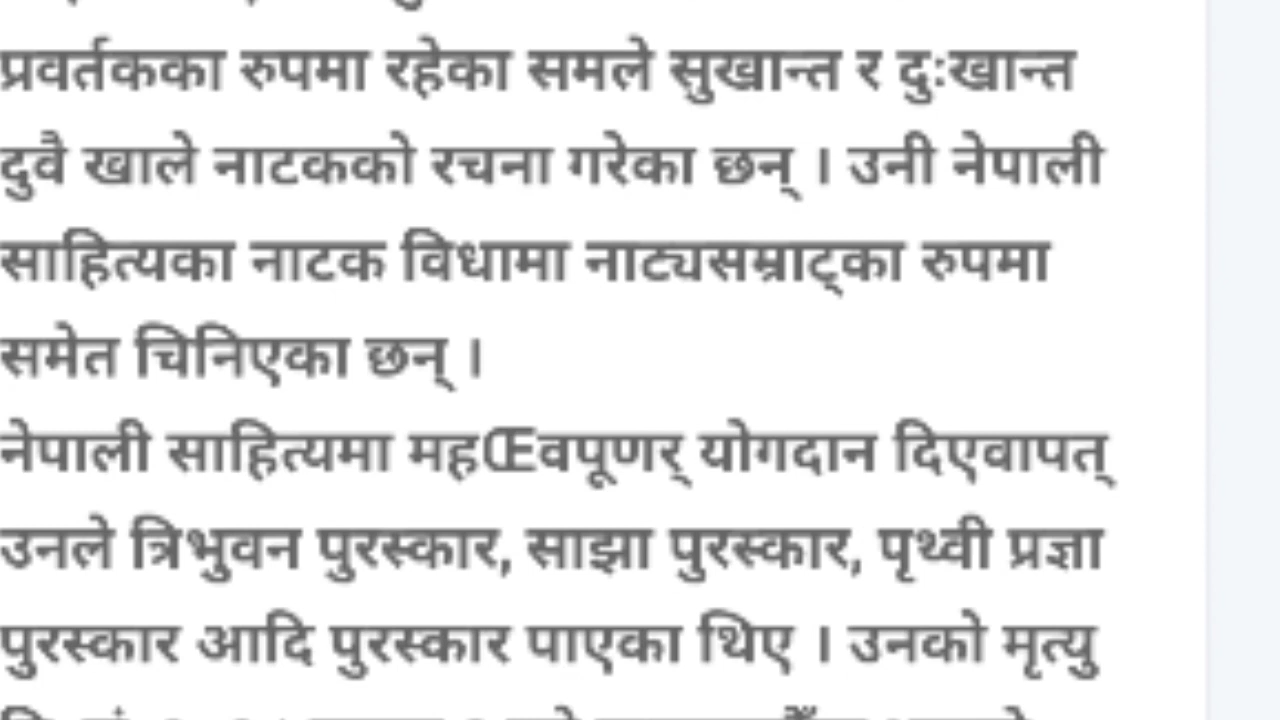 प्रवर्तकका रुपमा रहेका समले सुखान्त र दुःखान्त
दुवै खाले नाटकको रचना गरेका छन् । उनी नेपाली
साहित्यका नाटक विधामा नाट्यसम्राट्का रुपमा
समेत चिनिएका छन् ।
नेपाली साहित्यमा महŒवपूणर् योगदान दिएवापत्
उनले त्रिभुवन पुरस्कार, साझा पुरस्कार, पृथ्वी प्रज्ञा
पुरस्कार आदि पुरस्कार पाएका थिए । उनको मृत्यु